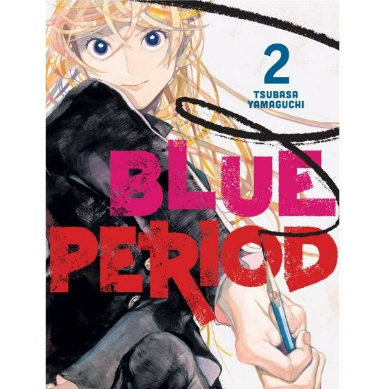 2
TSUBASA
YAMAGUCHI
BLUE
PERIOD